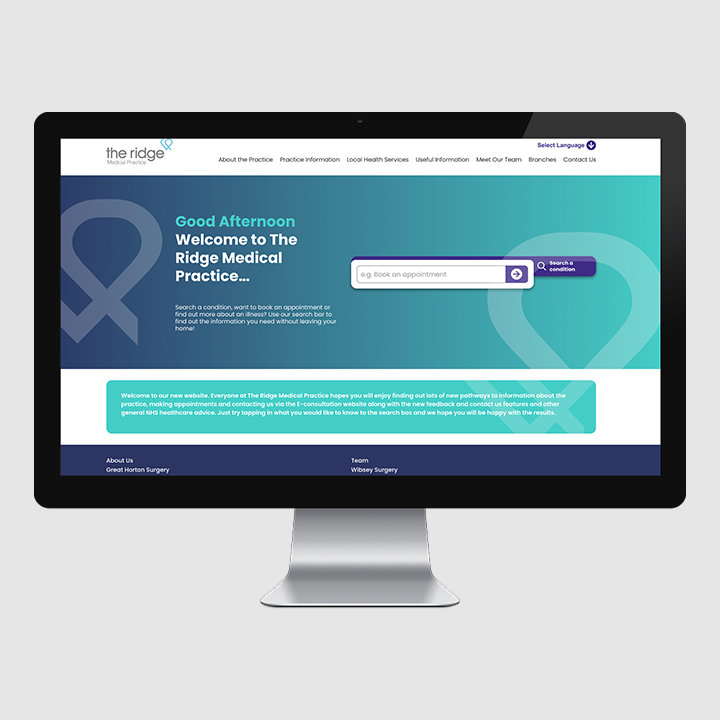 the ridge
Medical Practice
Select Language
About the Practice Practice Information Local Health Services Useful Information Meet Our Team Branches Contact Us
Good Afternoon
Welcome to The
Ridge Medical
Practice...
Search a condition, want to book an appointment or
find out more about an illness? Use our search bar to
find out the information you need without leaving your
home!
e.g. Book an appointment
Search a
condition
Welcome to our new website. Everyone at The Ridge Medical Practice hopes you will enjoy finding out lots of new pathways to information about the
practice, making appointments and contacting us via the E-consultation website along with the new feedback and contact us features and other
general NHS healthcare advice. Just try tapping in what you would like to know to the search box and we hope you will be happy with the results.
About Us
Great Horton Surgery
Team
Wibsey Surgery